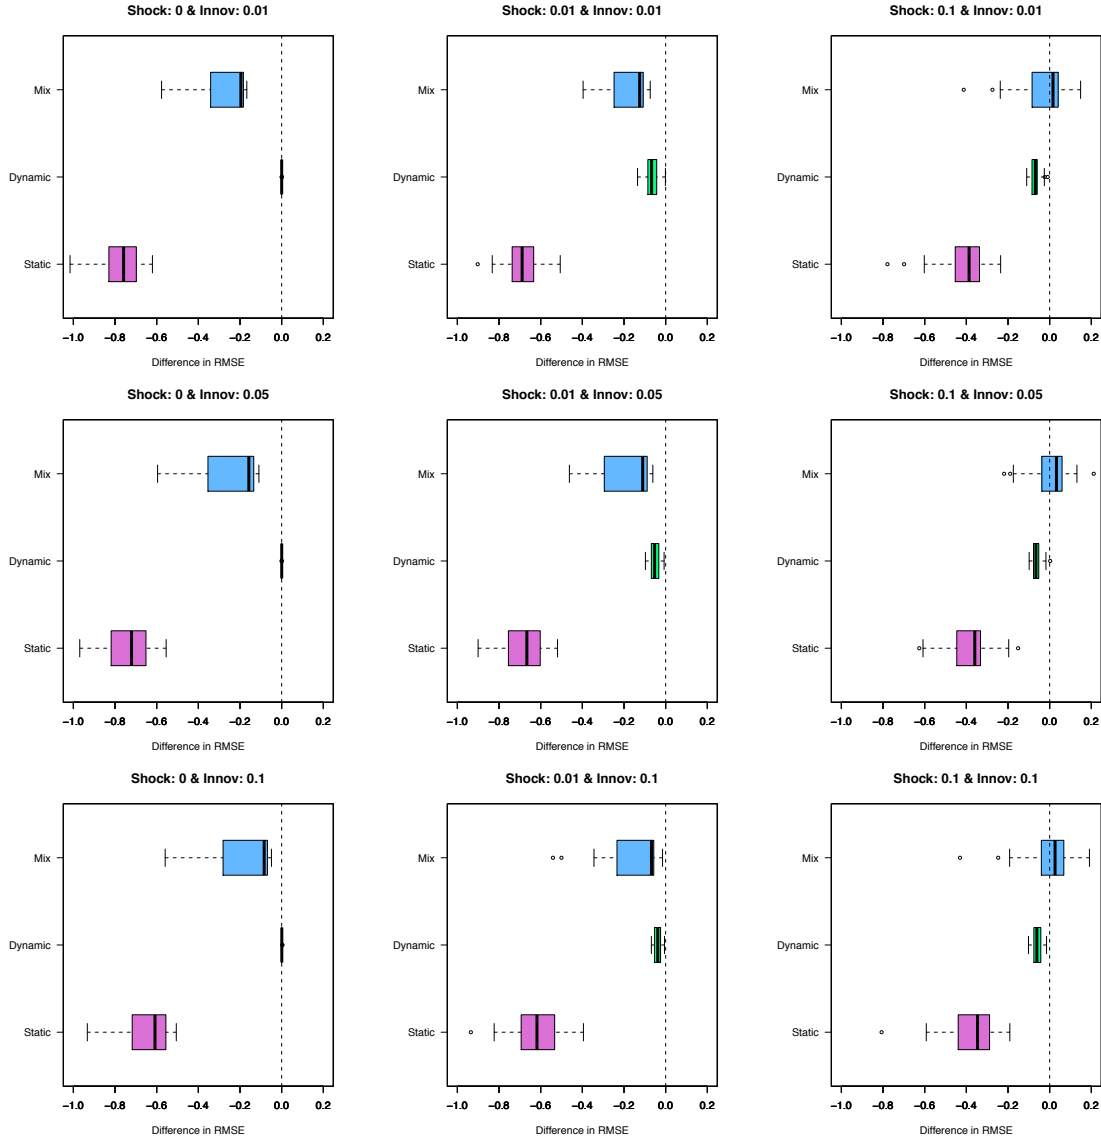 Shock: 0 & Innov: 0.01
Mix
Dynamic
Static
−1.0 −0.8 −0.6 −0.4 −0.2 0.0 0.2
Difference in RMSE
Shock: 0.01 & Innov: 0.01
Mix
Dynamic
Static
−1.0 −0.8 −0.6 −0.4 −0.2 0.0 0.2
Difference in RMSE
Shock: 0.1 & Innov: 0.01
Mix
Dynamic
Static
−1.0 −0.8 −0.6 −0.4 −0.2 0.0 0.2
Difference in RMSE
Shock: 0 & Innov: 0.05
Mix
Dynamic
Static
−1.0 −0.8 −0.6 −0.4 −0.2 0.0 0.2
Difference in RMSE
Shock: 0.01 & Innov: 0.05
Mix
Dynamic
Static
−1.0 −0.8 −0.6 −0.4 −0.2 0.0 0.2
Difference in RMSE
Shock: 0.1 & Innov: 0.05
Mix
Dynamic
Static
−1.0 −0.8 −0.6 −0.4 −0.2 0.0 0.2
Difference in RMSE
Shock: 0 & Innov: 0.1
Mix
Dynamic
Static
−1.0 −0.8 −0.6 −0.4 −0.2 0.0 0.2
Difference in RMSE
Shock: 0.01 & Innov: 0.1
Mix
Dynamic
Static
−1.0 −0.8 −0.6 −0.4 −0.2 0.0 0.2
Difference in RMSE
Shock: 0.1 & Innov: 0.1
Mix
Dynamic
Static
−1.0 −0.8 −0.6 −0.4 −0.2 0.0 0.2
Difference in RMSE